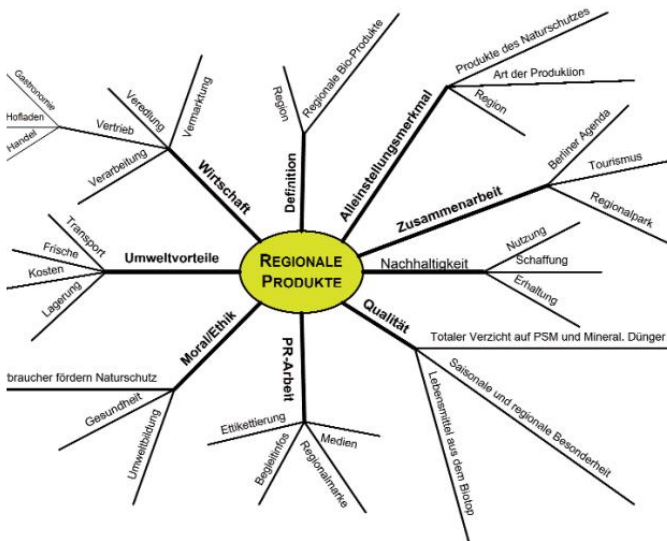 REGIONALE
PRODUKTE
Definition
Region
Regionale Bio-Produkte
Alleinstellungsmerkmal
Produkte des Naturschutzes
Art der Produktion
Region
Zusammenarbeit
Berliner Agenda
Tourismus
Regionalpark
Nachhaltigkeit
Nutzung
Schaffung
Erhaltung
Qualität
Totaler Verzicht auf PSM und Mineral. Dünger
Saisonale und regionale Besonderheit
Lebensmittel aus dem Biotop
PR-Arbeit
Medien
Regionalmarke
Begleitinfos
Ettikettierung
Moral/Ethik
Umweltbildung
Gesundheit
braucher fördern Naturschutz
Umweltvorteile
Lagerung
Kosten
Frische
Transport
Wirtschaft
Verarbeitung
Vertrieb
Handel
Hofladen
Gastronomie
Veredlung
Vermarktung